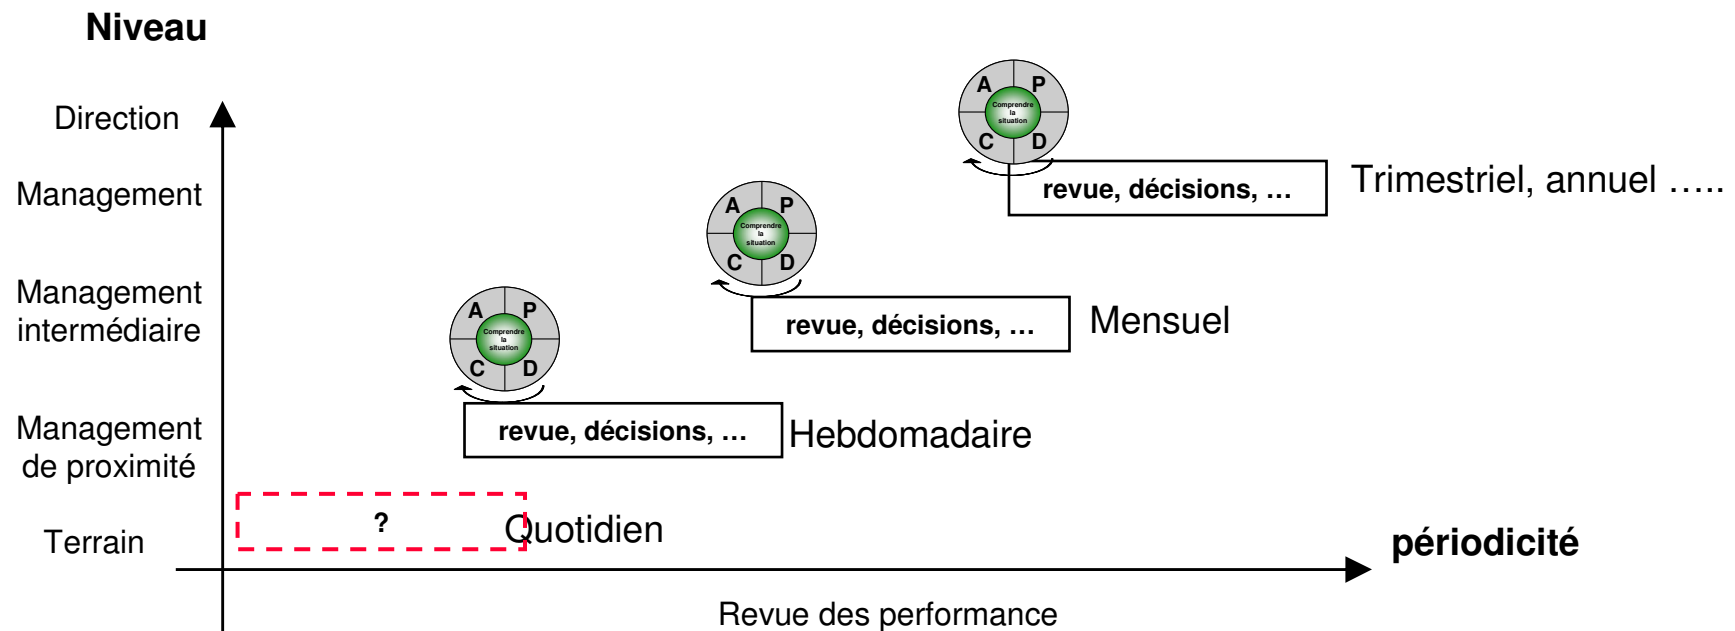 Niveau
Direction
Management
Management
intermédiaire
Management
de proximité
Terrain
A P
Comprendre
la
situation
C D
revue, décisions, ...
Trimestriel, annuel .....
A P
Comprendre
la
situation
C D
revue, décisions, ...
Mensuel
A P
Comprendre
la
situation
C D
revue, décisions, ...
Hebdomadaire
?
Quotidien
périodicité
Revue des performance